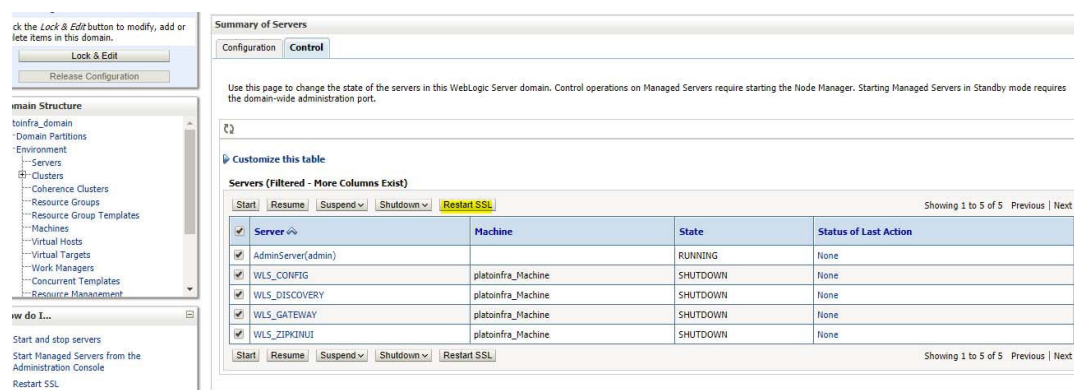 ck the Lock & Edit button to modify, add or
lete items in this domain.
Lock & Edit
Release Configuration
omain Structure
toinfra_domain
Domain Partitions
Environment
Servers
Clusters
Coherence Clusters
Resource Groups
Resource Group Templates
Machines
Virtual Hosts
Virtual Targets
Work Managers
Concurrent Templates
Resource Management
ow do I...
Start and stop servers
Start Managed Servers from the
Administration Console
Restart SSL
Summary of Servers
Configuration Control
Use this page to change the state of the servers in this WebLogic Server domain. Control operations on Managed Servers require starting the Node Manager. Starting Managed Servers in Standby mode requires
the domain-wide administration port.
Customize this table
Servers (Filtered - More Columns Exist)
Start Resume Suspend Shutdown Restart SSL Showing 1 to 5 of 5 Previous | Next
Server Machine State Status of Last Action
AdminServer(admin) RUNNING None
WLS_CONFIG platoinfra_Machine SHUTDOWN None
WLS_DISCOVERY platoinfra_Machine SHUTDOWN None
WLS_GATEWAY platoinfra_Machine SHUTDOWN None
WLS_ZIPKINUI platoinfra_Machine SHUTDOWN None
Start Resume Suspend Shutdown Restart SSL Showing 1 to 5 of 5 Previous | Next